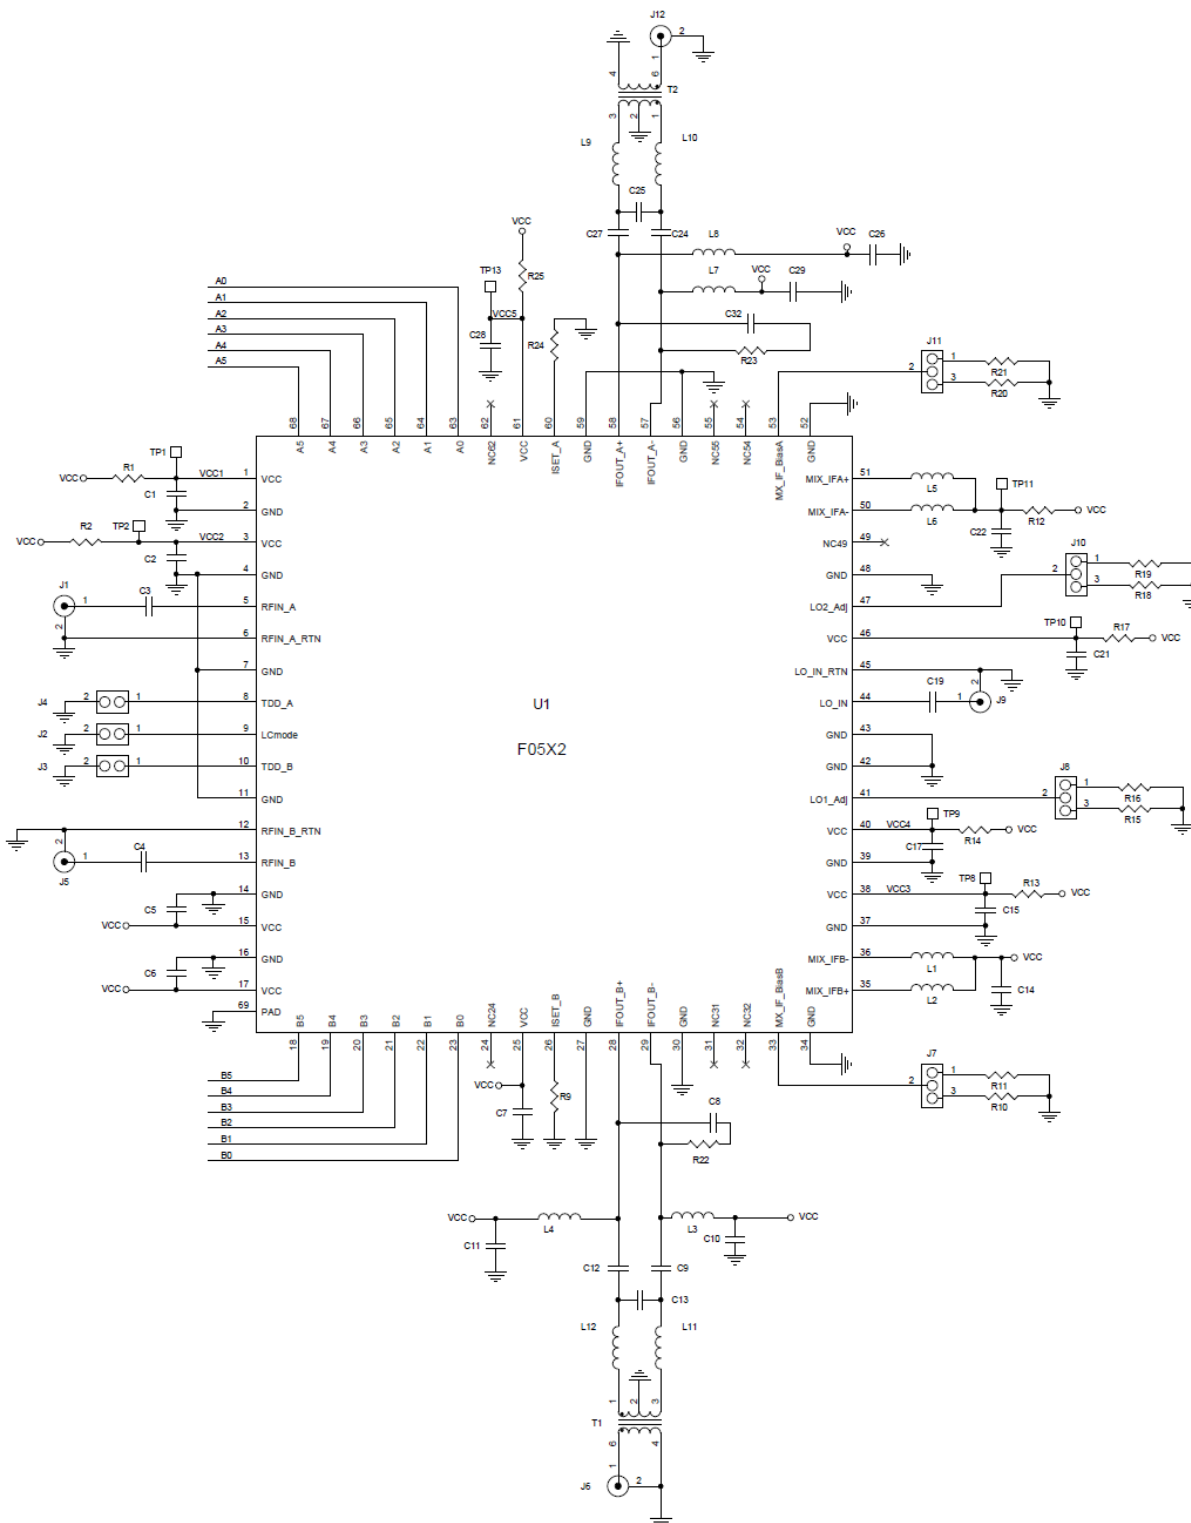 J12
2
1
4 6
T2
3 2 1
L9 L10
C25
VCC
C27 C24
L8 VCC C26
R25
TP13
L7 VCC C29
A0
A1
A2
A3
A4
A5
VCC5
C28
R24
C32
R23
J11
2 1 R21
3 R20
68 67 66 65 64 63 62 61 60 59 58 57 56 55 54 53 52
A5 A4 A3 A2 A1 A0 NC62 VCC ISET_A GND IFOUT_A+ IFOUT_A- GND NC55 NC54 MX_IF_BiasA GND
TP1
VCC R1 VCC1 1 VCC
C1
2 GND
R2 TP2
VCC VCC2 3 VCC
C2
4 GND
J1 1 C3 5 RFIN_A
2 6 RFIN_A_RTN
7 GND
J4 2 1 8 TDD_A
J2 2 1 9 LCmode
J3 2 1 10 TDD_B
11 GND
12 RFIN_B_RTN
2
J5 1 C4 13 RFIN_B
14 GND
C5
VCC 15 VCC
16 GND
C6
VCC 17 VCC
69 PAD
U1
F05X2
MIX_IFA+ 51 L5
TP11
MIX_IFA- 50 L6 R12 VCC
C22
NC49 49
J10
GND 48 2 1 R19
3 R18
LO2_Adj 47
TP10 R17
VCC 46 VCC
C21
LO_IN_RTN 45
2
LO_IN 44 C19 1 J9
GND 43
GND 42
J8
LO1_Adj 41 2 1 R16
3 R15
TP9
VCC 40 VCC4 R14 VCC
C17
GND 39
TP8
VCC 38 VCC3 R13 VCC
C15
GND 37
MIX_IFB- 36 L1 VCC
MIX_IFB+ 35 L2 C14
B5 B4 B3 B2 B1 B0 NC24 VCC ISET_B GND IFOUT_B+ IFOUT_B- GND NC31 NC32 MX_IF_BiasB GND
18 19 20 21 22 23 24 25 26 27 28 29 30 31 32 33 34
J7
2 1 R11
3 R10
B5
B4
B3
B2
B1
B0
VCC
C7
R9
C8
R22
VCC L4 L3 VCC
C11 C10
C12 C9
C13
L12 L11
1 2 3
T1
6 4
1
J6 2